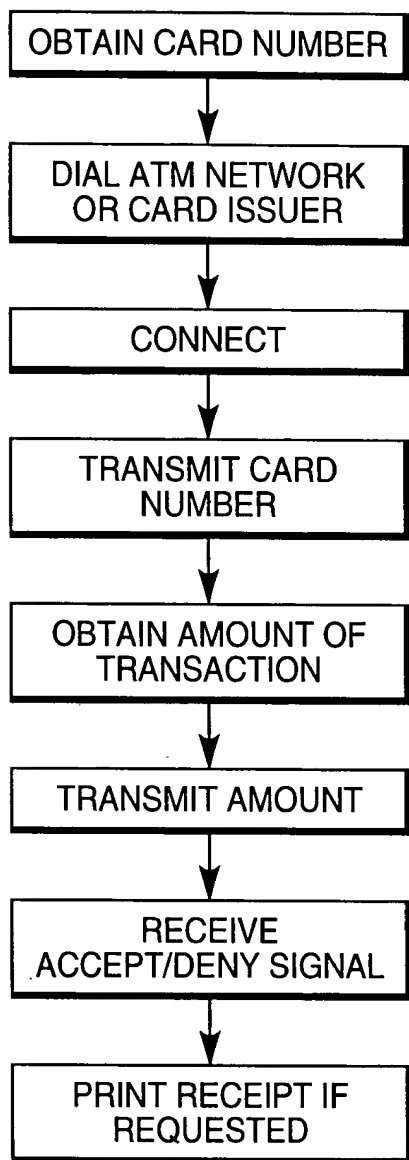 OBTAIN CARD NUMBER
DIAL ATM NETWORK
OR CARD ISSUER
CONNECT
TRANSMIT CARD
NUMBER
OBTAIN AMOUNT OF
TRANSACTION
TRANSMIT AMOUNT
RECEIVE
ACCEPT/DENY SIGNAL
PRINT RECEIPT IF
REQUESTED